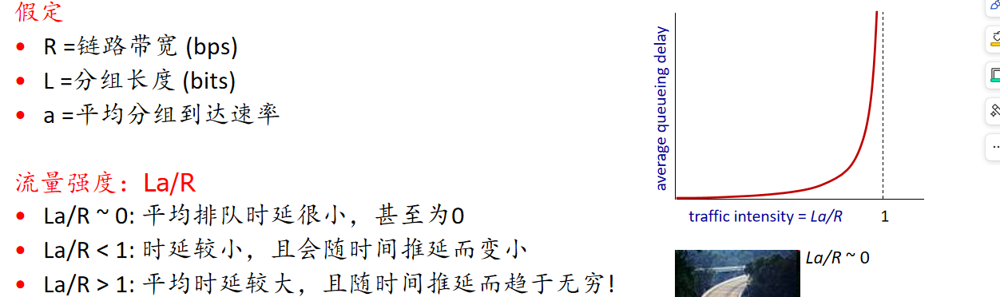 假定
• R =链路带宽 (bps)
• L =分组长度 (bits)
• a =平均分组到达速率
流量强度：La/R
• La/R ~ 0: 平均排队时延很小，甚至为0
• La/R < 1: 时延较小，且会随时间推延而变小
• La/R > 1: 平均时延较大，且随时间推延而趋于无穷!
average queueing delay
traffic intensity = La/R
1
La/R ~ 0